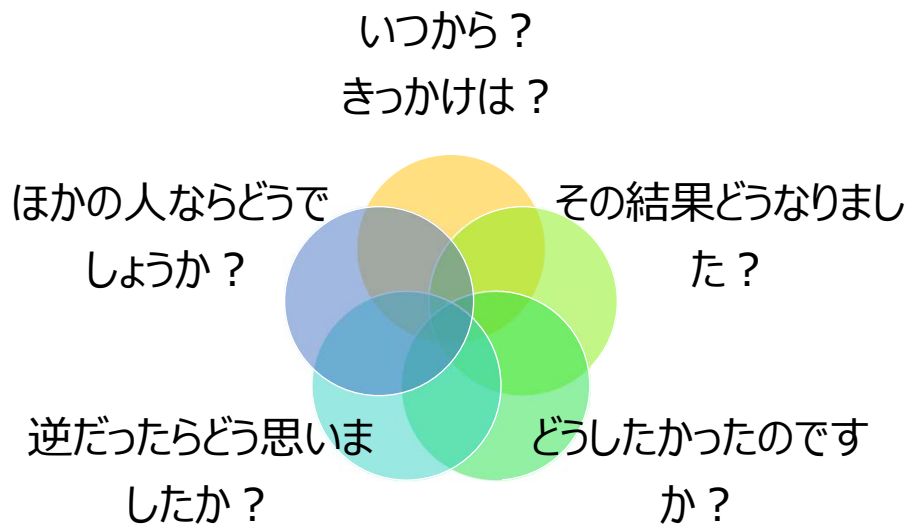 いつから？
きっかけは？
その結果どうなりまし
た？
どうしたかったのです
か？
逆だったらどう思いま
したか？
ほかの人ならどうで
しょうか？